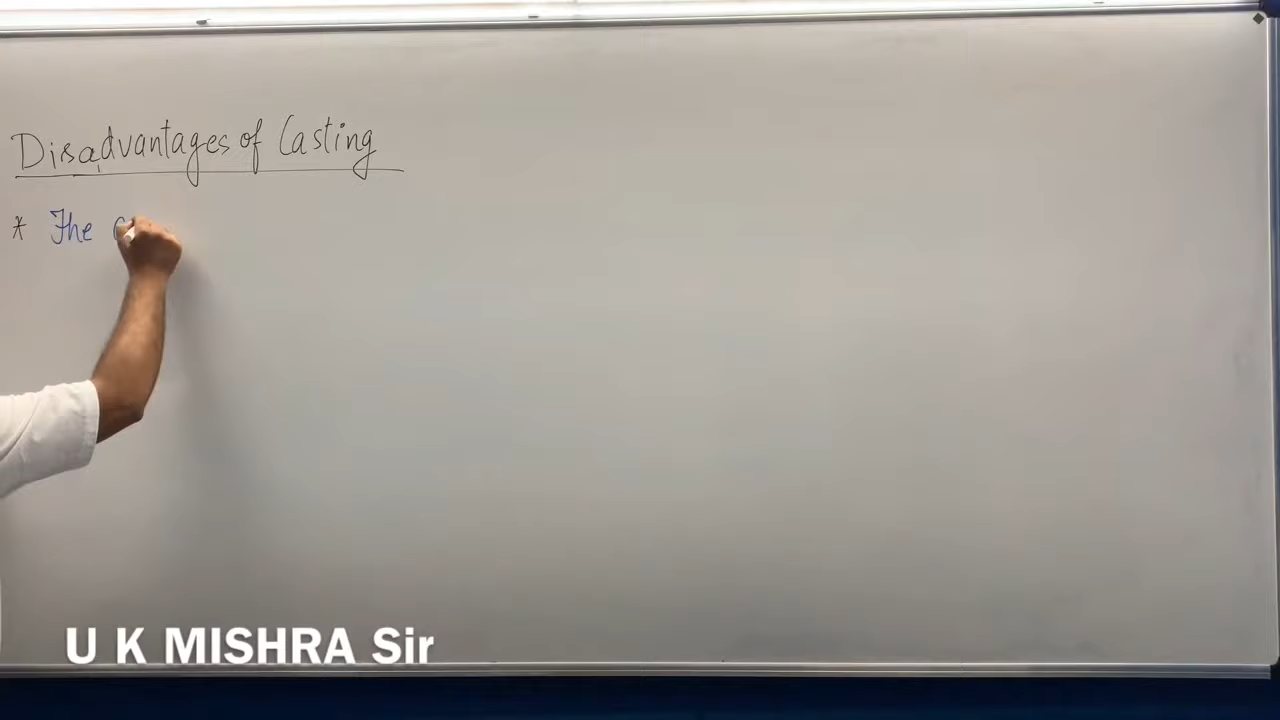 Disadvantages of Casting
* The
U K MISHRA Sir